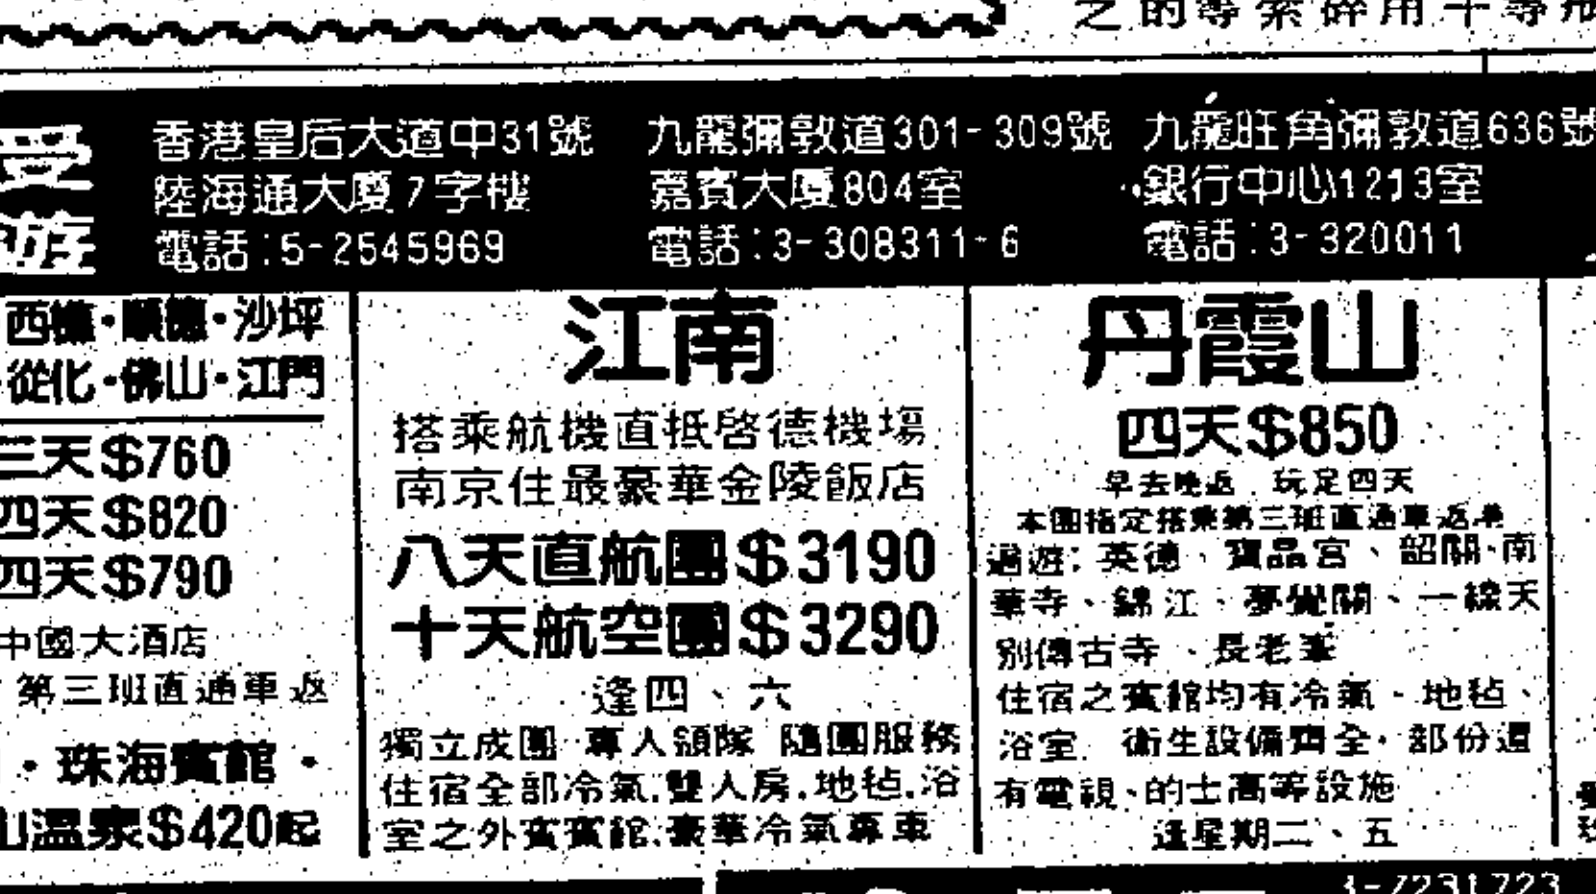 之的等索碎用十尋
受
遊
香港皇后大道中31號
陸海通大廈7字樓
電話:5-2545969
九龍彌敦道301-309號
嘉賓大廈804室
電話:3-308311-6
九龍旺角彌敦道636號
銀行中心1213室
電話:3-320011
西樵·順德·沙坪
從化·佛山·江門
三天$760
四天$820
四天$790
中國大酒店
第三班直通車返
·珠海賓館·
山溫泉$420起
江南
搭乘航機直抵啓德機場
南京住最豪華金陵飯店
八天直航團$3190
十天航空團$3290
逢四、六
獨立成團 專人領隊 隨團服務
住宿全部冷氣.雙人房.地毡.浴
室之外賓賓館.豪華冷氣專車
丹霞山
四天$850
早去晚返 玩足四天
本團指定搭乘第三班直通車返港
遍遊:英德、寶晶宮、韶關·南
華寺、錦江、夢覺關、一線天
別傳古寺、長老峯
住宿之賓館均有冷氣、地毡、
浴室 衛生設備齊全·部份還
有電視、的士高等設施
逢星期二、五
3-7231723